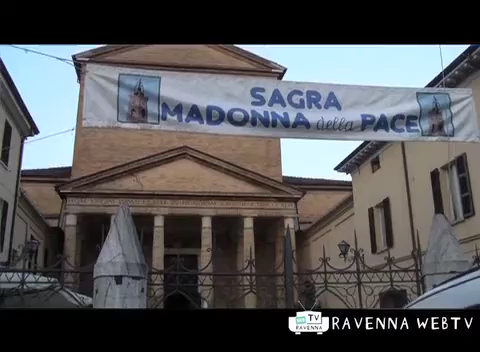 SAGRA
MADONNA della PACE
TV
RAVENNA
RAVENNA WEBTV